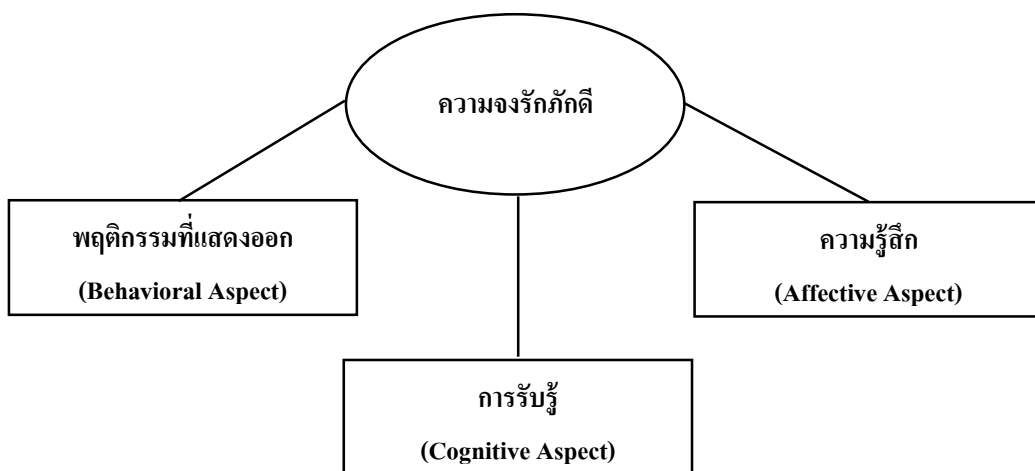 ความจงรักภักดี
พฤติกรรมที่แสดงออก
(Behavioral Aspect)
ความรู้สึก
(Affective Aspect)
การรับรู้
(Cognitive Aspect)